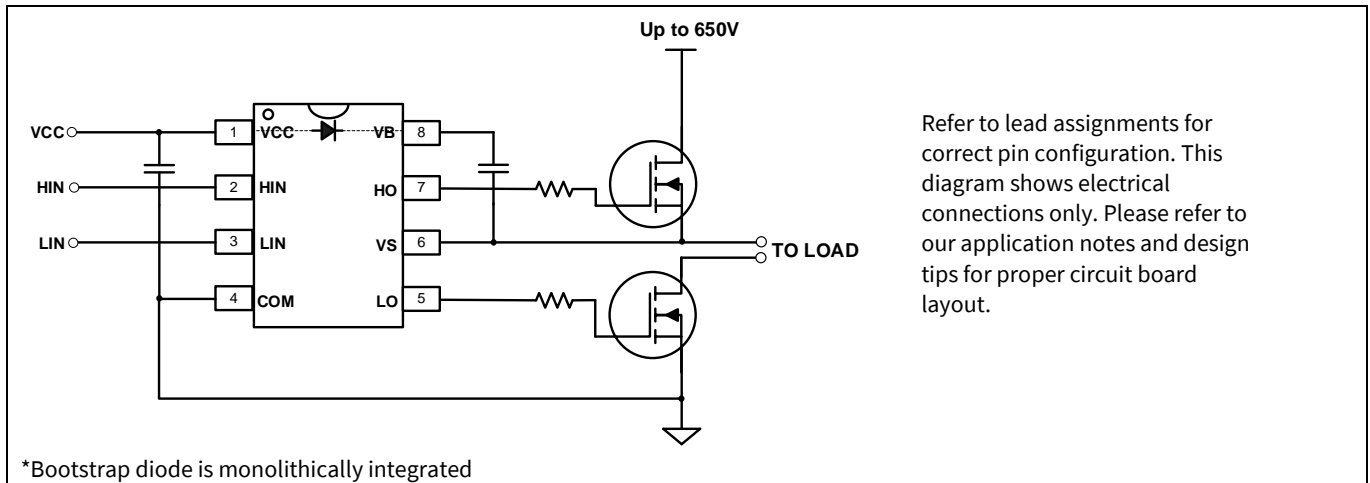 Up to 650V
VCC
1
VCC
VB
8
HIN
2
HIN
HO
7
LIN
3
LIN
VS
6
TO LOAD
4
COM
LO
5
Refer to lead assignments for
correct pin configuration. This
diagram shows electrical
connections only. Please refer to
our application notes and design
tips for proper circuit board
layout.
*Bootstrap diode is monolithically integrated